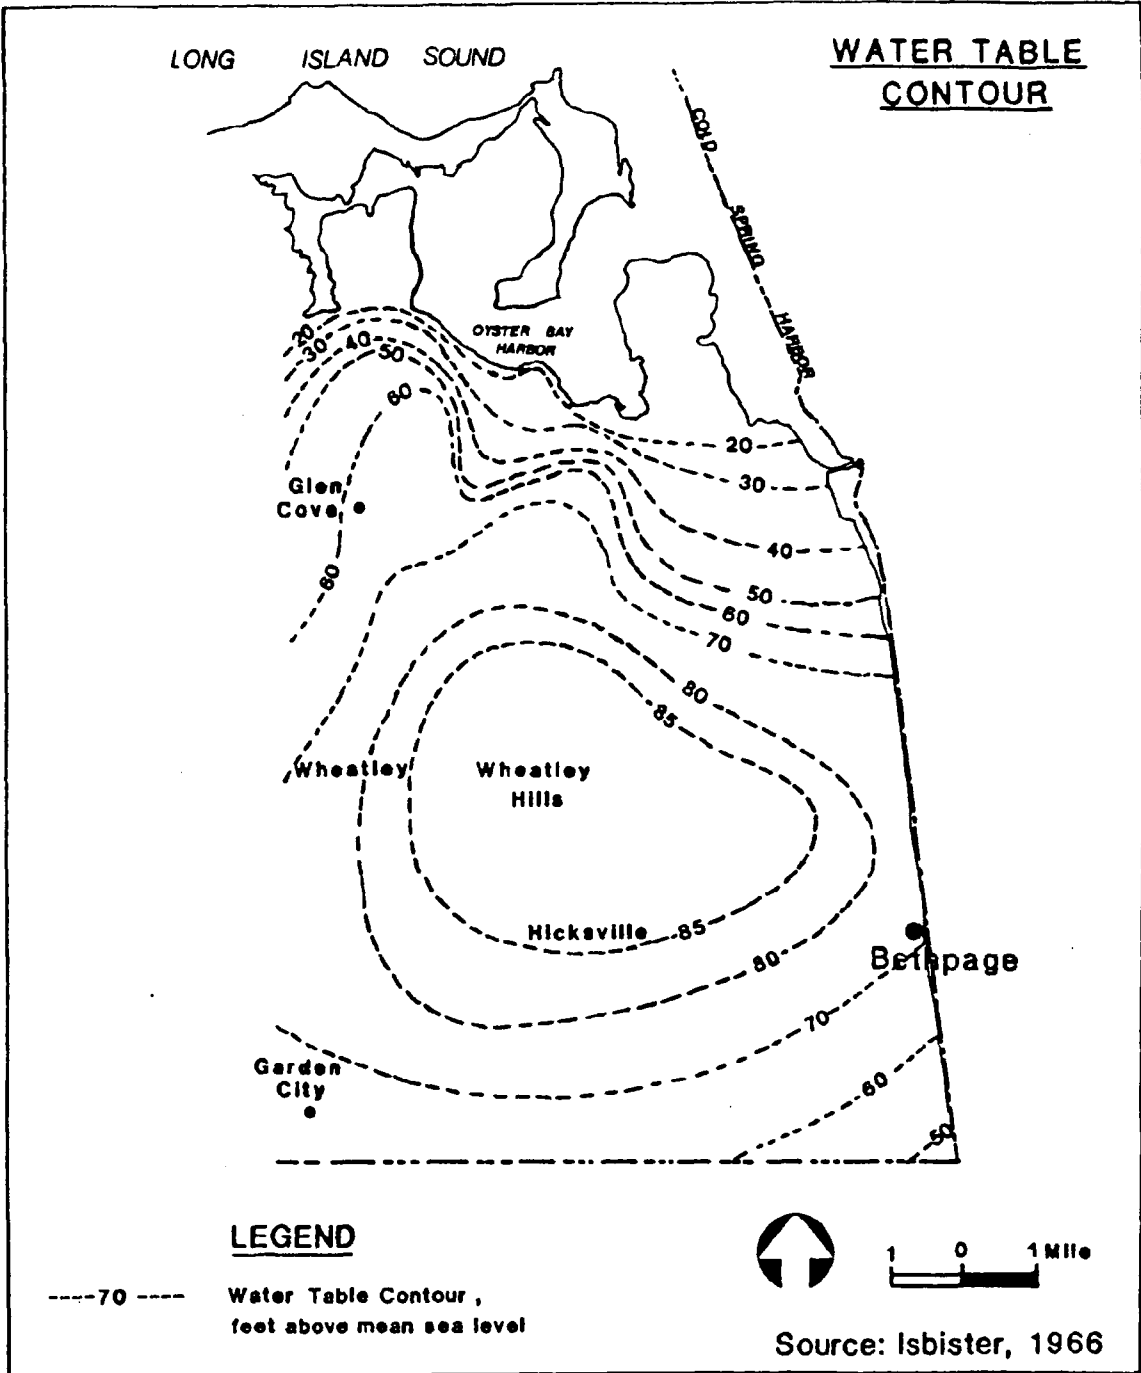 LONG ISLAND SOUND
WATER TABLE
CONTOUR
COLD
SPRING
HARBOR
OYSTER BAY
HARBOR
20
30
40
50
60
20
30
Glen
Cove
40
60
50
60
70
80
85
Wheatley
Wheatley
Hills
Hicksville
85
80
Bethpage
70
Garden
City
60
50
LEGEND
----70 ----
Water Table Contour ,
feet above mean sea level
1 0 1 Mile
Source: Isbister, 1966